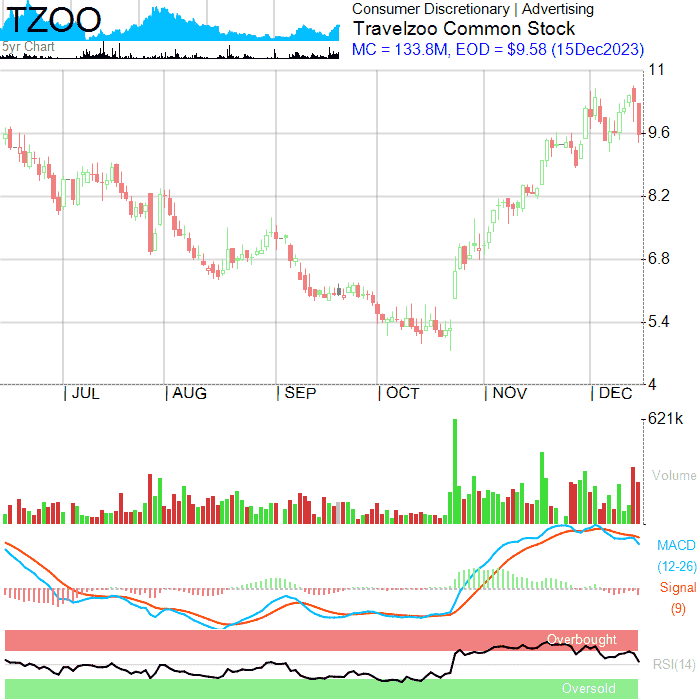 TZOO
5yr Chart
Consumer Discretionary | Advertising
Travelzoo Common Stock
MC = 133.8M, EOD = $9.58 (15Dec2023)
11
9.6
8.2
6.8
5.4
4
JUL
AUG
SEP
OCT
NOV
DEC
621k
Volume
MACD
(12-26)
Signal
(9)
Overbought
RSI(14)
Oversold